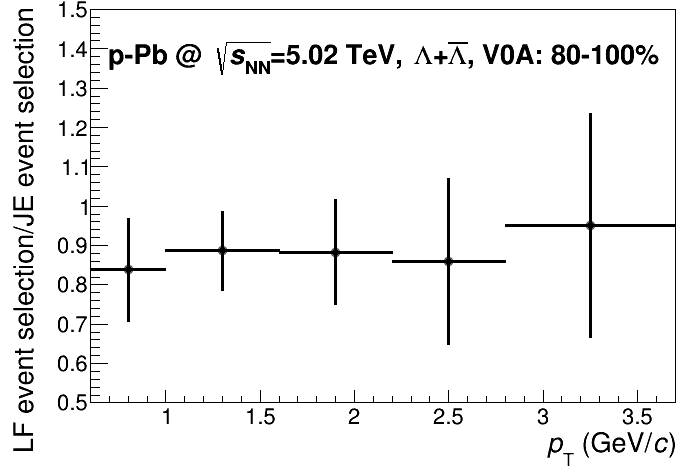 LF event selection/JE event selection
1.5
1.4
1.3
1.2
1.1
1
0.9
0.8
0.7
0.6
0.5
p-Pb @ √sNN=5.02 TeV, Λ+Λ̅, V0A: 80-100%
1 1.5 2 2.5 3 3.5
pT (GeV/c)